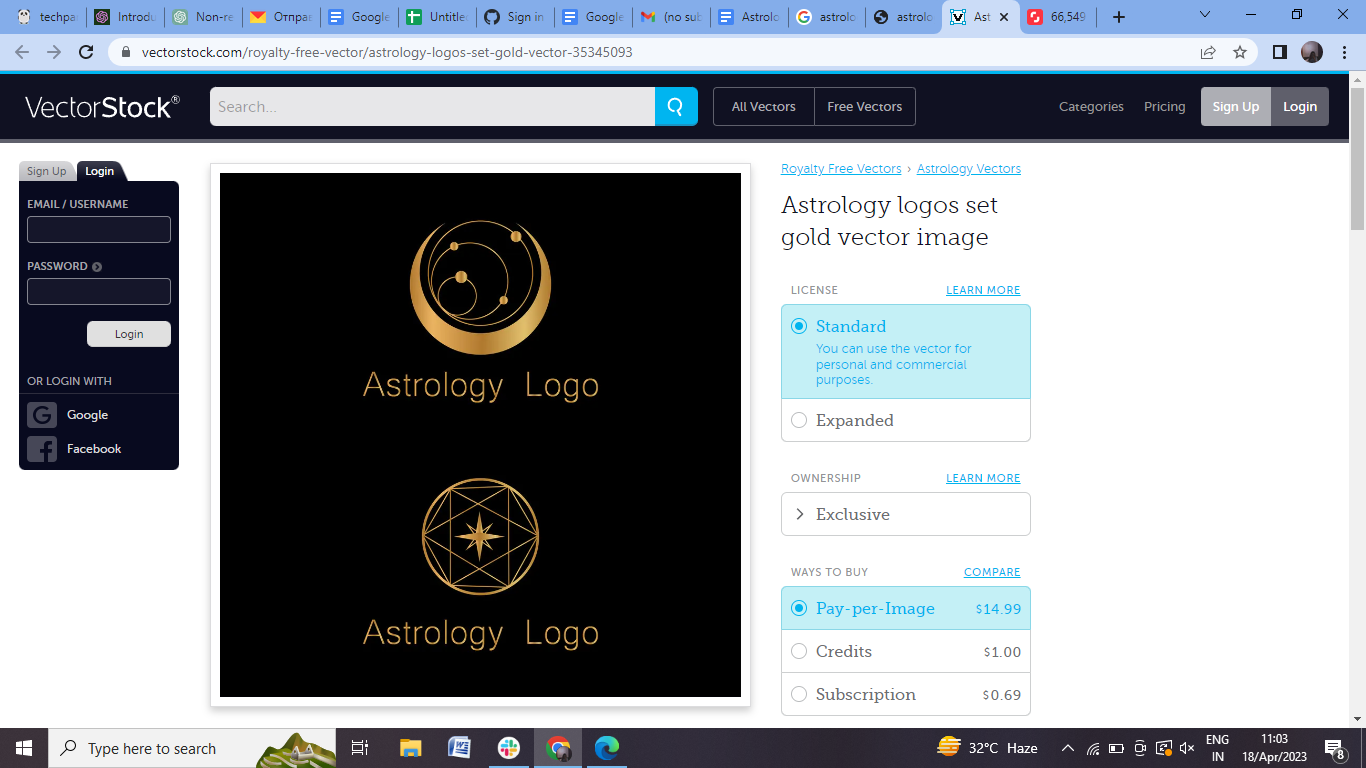 techpa
Introdu
Non-re
Отпра
Google
Untitle
Sign in
Google
(no sub
Astrolo
astrolo
astrolo
Ast
66,549
vectorstock.com/royalty-free-vector/astrology-logos-set-gold-vector-35345093
VectorStock®
Search...
All Vectors
Free Vectors
Categories
Pricing
Sign Up
Login
Sign Up
Login
EMAIL / USERNAME
PASSWORD
Login
OR LOGIN WITH
Google
Facebook
Astrology Logo
Astrology Logo
Royalty Free Vectors › Astrology Vectors
Astrology logos set
gold vector image
LICENSE
LEARN MORE
Standard
You can use the vector for
personal and commercial
purposes.
Expanded
OWNERSHIP
LEARN MORE
Exclusive
WAYS TO BUY
COMPARE
Pay-per-Image
$14.99
Credits
$1.00
Subscription
$0.69
Type here to search
32°C Haze
ENG
IN
11:03
18/Apr/2023
8